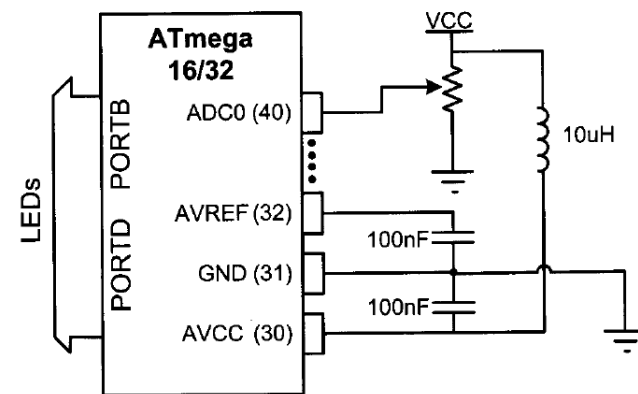 VCC
ATmega
16/32
ADC0 (40)
10uH
PORTB
LEDs
AVREF (32)
100nF
PORTD
GND (31)
100nF
AVCC (30)